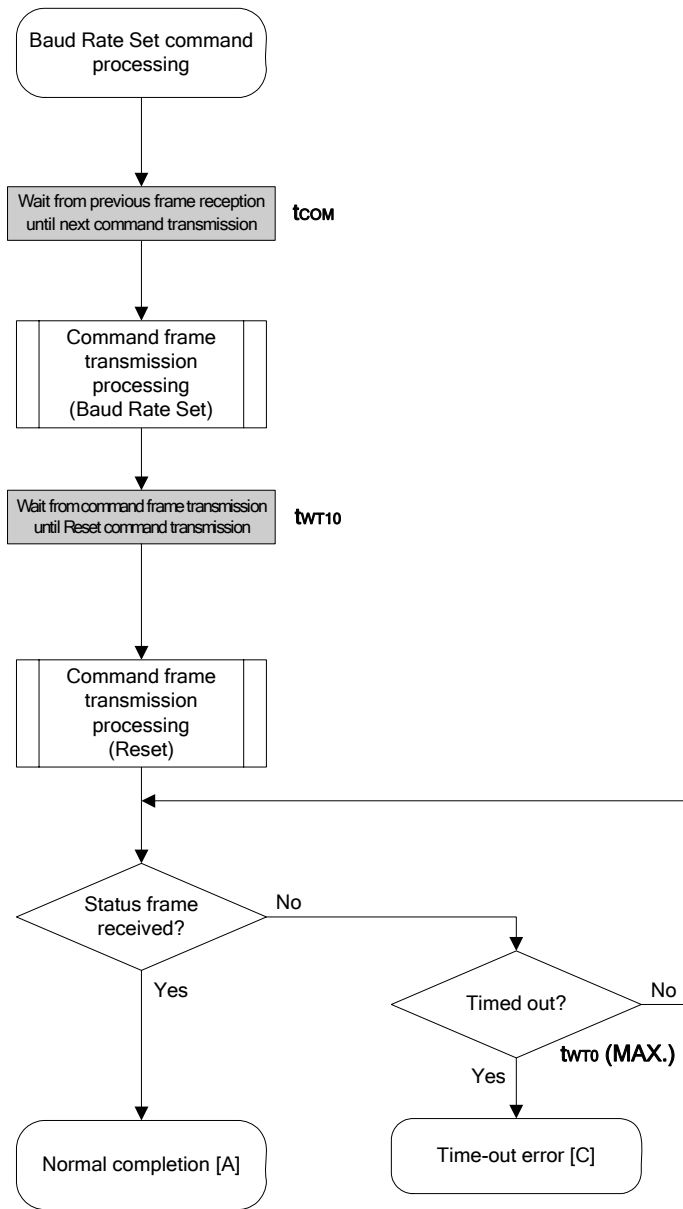 Baud Rate Set command
processing
Wait from previous frame reception
until next command transmission
tCOM
Command frame
transmission
processing
(Baud Rate Set)
Wait from command frame transmission
until Reset command transmission
tWT10
Command frame
transmission
processing
(Reset)
Status frame
received?
No
Yes
Timed out?
No
tWT0 (MAX.)
Yes
Normal completion [A]
Time-out error [C]